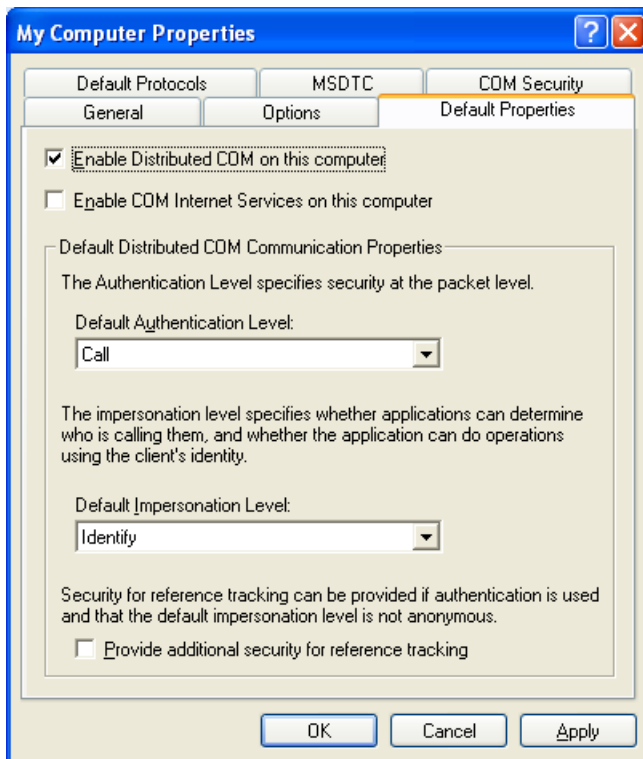 My Computer Properties
Default Protocols MSDTC COM Security
General Options Default Properties
Enable Distributed COM on this computer
Enable COM Internet Services on this computer
Default Distributed COM Communication Properties
The Authentication Level specifies security at the packet level.
Default Authentication Level:
Call
The impersonation level specifies whether applications can determine
who is calling them, and whether the application can do operations
using the client's identity.
Default Impersonation Level:
Identify
Security for reference tracking can be provided if authentication is used
and that the default impersonation level is not anonymous.
Provide additional security for reference tracking
OK Cancel Apply